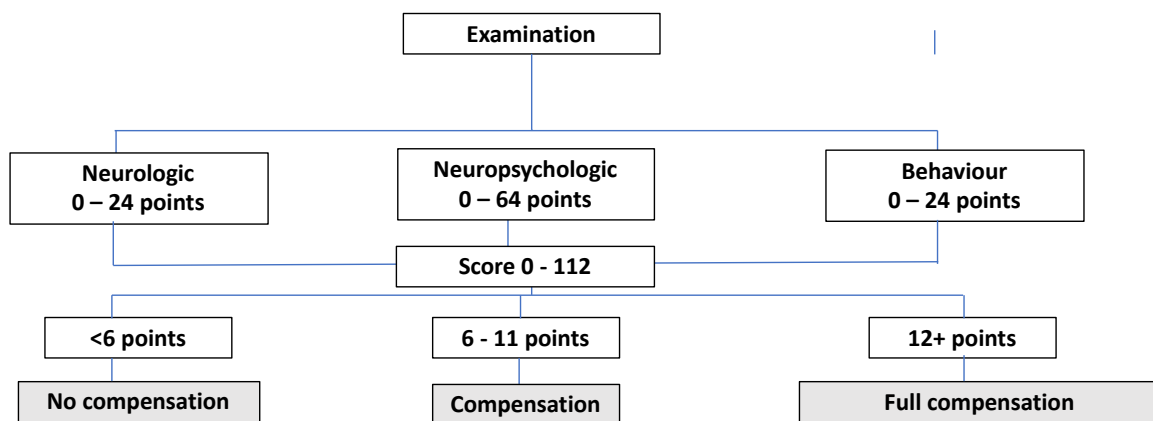 Examination
Neurologic
0 – 24 points
Neuropsychologic
0 – 64 points
Behaviour
0 – 24 points
Score 0 - 112
<6 points
6 - 11 points
12+ points
No compensation
Compensation
Full compensation